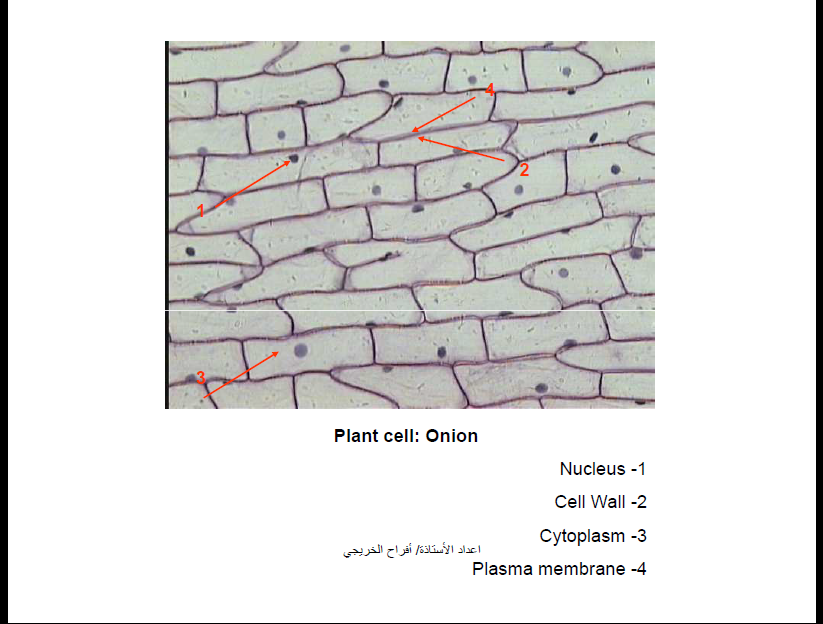 4
2
1
3
Plant cell: Onion
Nucleus -1
Cell Wall -2
Cytoplasm -3
اعداد الأستاذة/ أفراح الخريجي
Plasma membrane -4